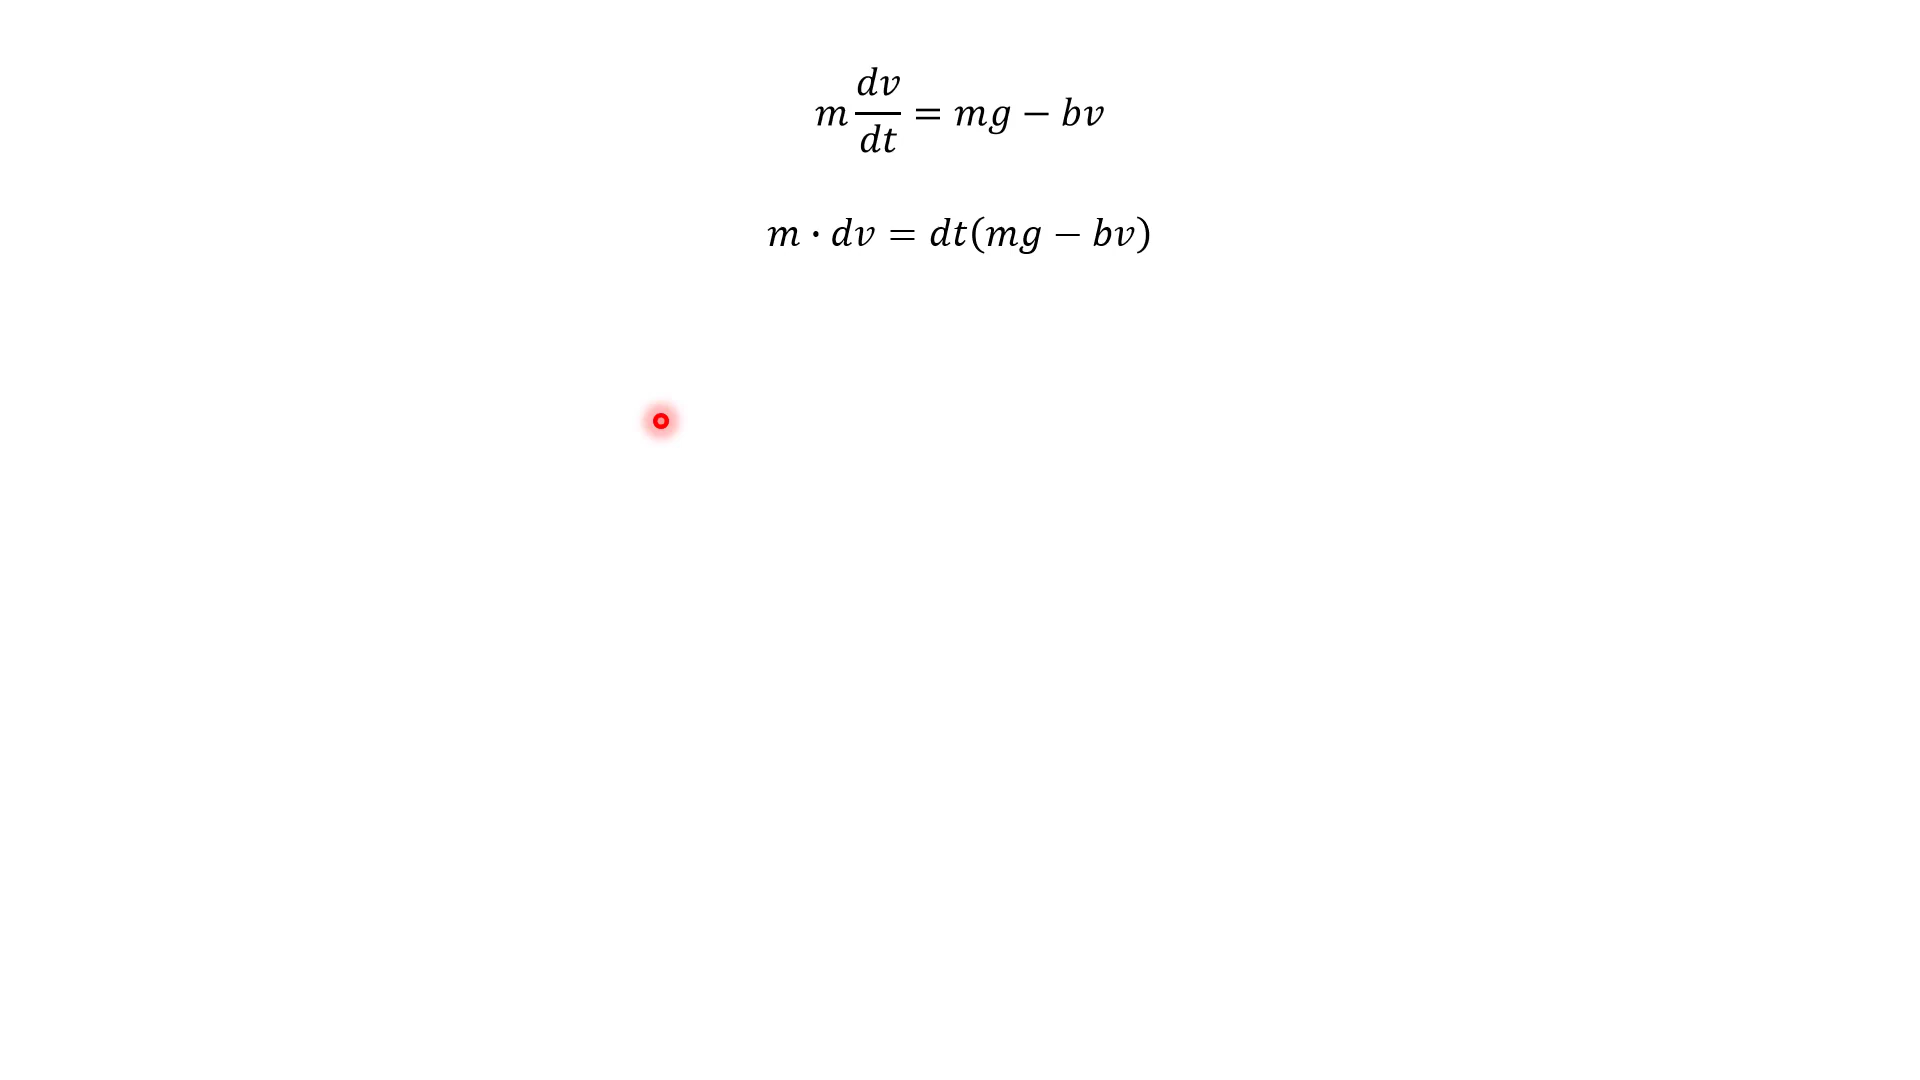 m dv/dt = mg − bv
m · dv = dt(mg − bv)